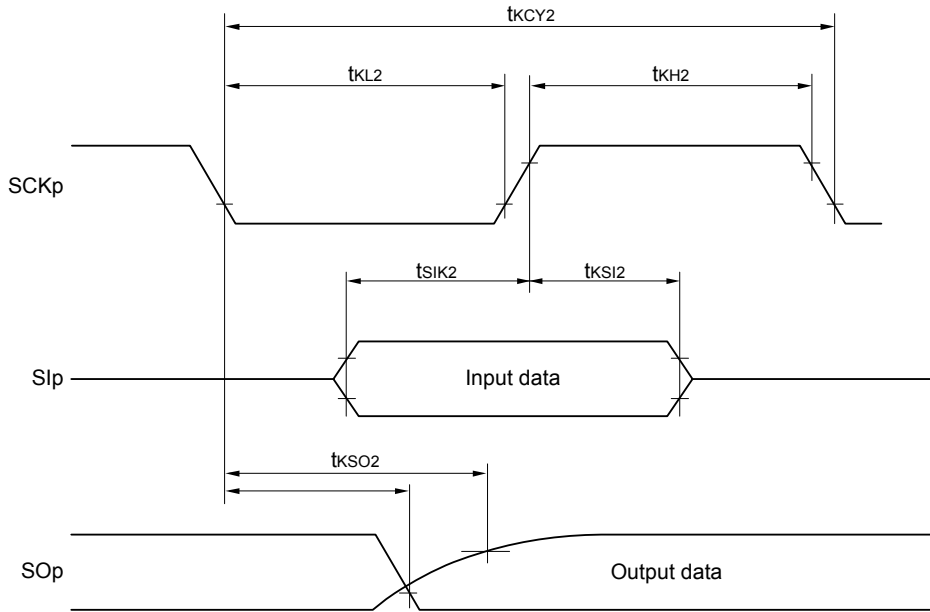 tKCY2
tKL2
tKH2
SCKp
tSIK2
tKSI2
SIp
Input data
tKSO2
SOp
Output data